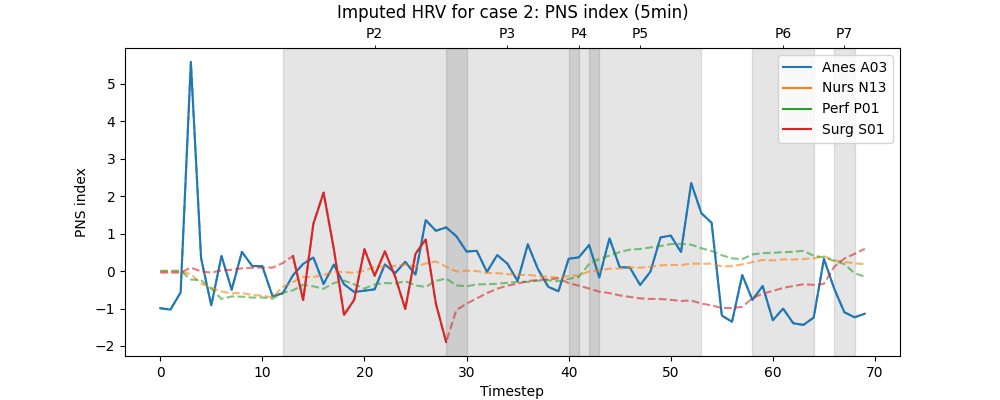 Imputed HRV for case 2: PNS index (5min)
P2 P3 P4 P5 P6 P7
Anes A03
Nurs N13
Perf P01
Surg S01
PNS index
5
4
3
2
1
0
−1
−2
0 10 20 30 40 50 60 70
Timestep